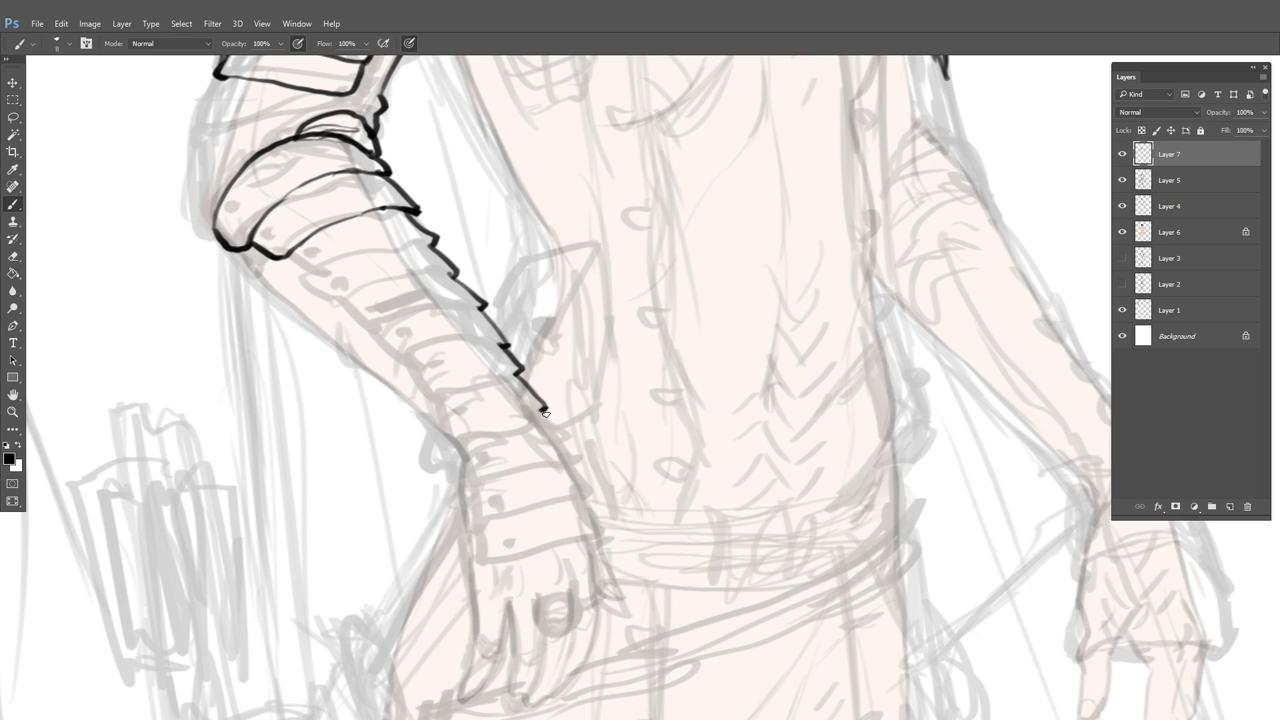 Ps File Edit Image Layer Type Select Filter 3D View Window Help
8 Mode: Normal Opacity: 100% Flow: 100%
Layers
Kind
Normal Opacity: 100%
Lock: Fill: 100%
Layer 7
Layer 5
Layer 4
Layer 6
Layer 3
Layer 2
Layer 1
Background
fx